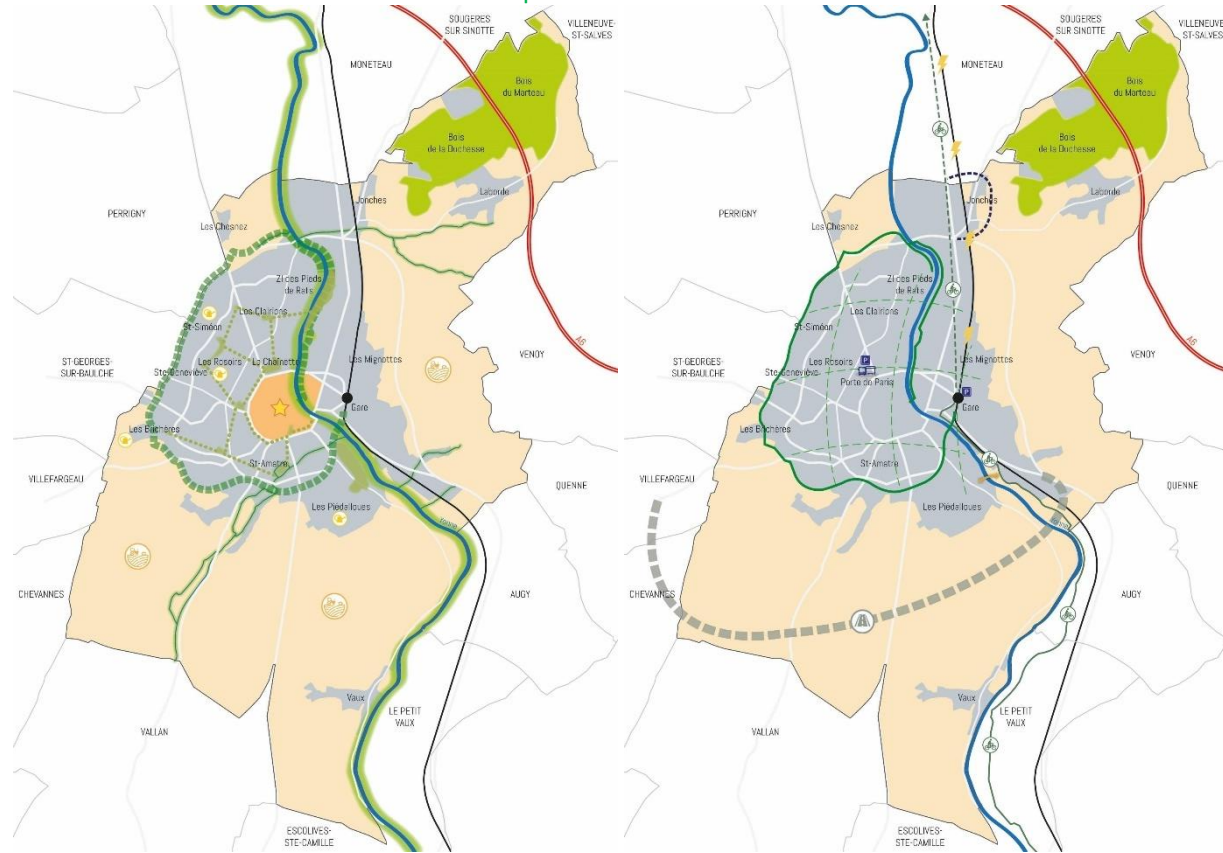 SOUGERES
SUR SINOTTE
VILLENEUVE-
ST-SALVES
MONETEAU
Bois
du Marteau
Bois
de la Duchesse
Laborde
Jonches
PERRIGNY
Les Chesnez
ZI des Pieds
de Rats
Les Clairions
St-Siméon
A6
ST-GEORGES-
SUR-BAULCHE
Les Rosoirs
La Chaînette
Ste-Geneviève
Les Mignottes
VENOY
Gare
Les Brichères
St-Amatre
VILLEFARGEAU
QUENNE
Les Piédalloues
Yonne
CHEVANNES
AUGY
Vaux
LE PETIT
VAUX
VALLAN
ESCOLIVES-
STE-CAMILLE
SOUGERES
SUR SINOTTE
VILLENEUVE-
ST-SALVES
MONETEAU
Bois
du Marteau
Bois
de la Duchesse
Laborde
Jonches
PERRIGNY
Les Chesnez
ZI des Pieds
de Rats
Les Clairions
St-Siméon
A6
ST-GEORGES-
SUR-BAULCHE
Les Rosoirs
P
Ste-Geneviève
Porte de Paris
Les Mignottes
VENOY
P
Gare
Les Brichères
St-Amatre
VILLEFARGEAU
QUENNE
Les Piédalloues
Yonne
CHEVANNES
AUGY
Vaux
LE PETIT
VAUX
VALLAN
ESCOLIVES-
STE-CAMILLE